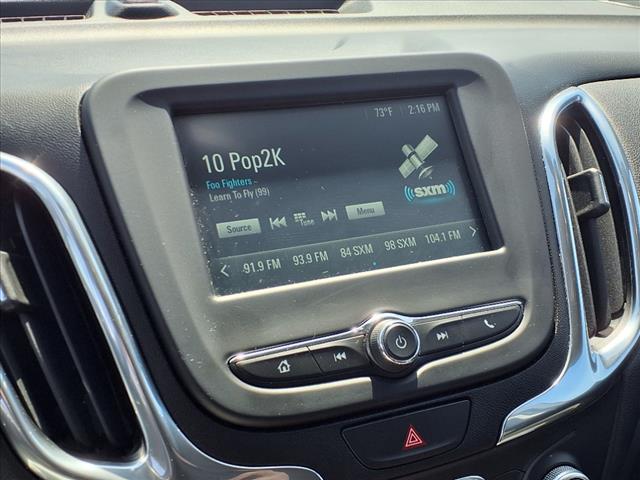 73°F 2:16 PM
10 Pop2K
Foo Fighters -
Learn To Fly (99)
sxm
Source Tune Menu
91.9 FM 93.9 FM 84 SXM 98 SXM 104.1 FM